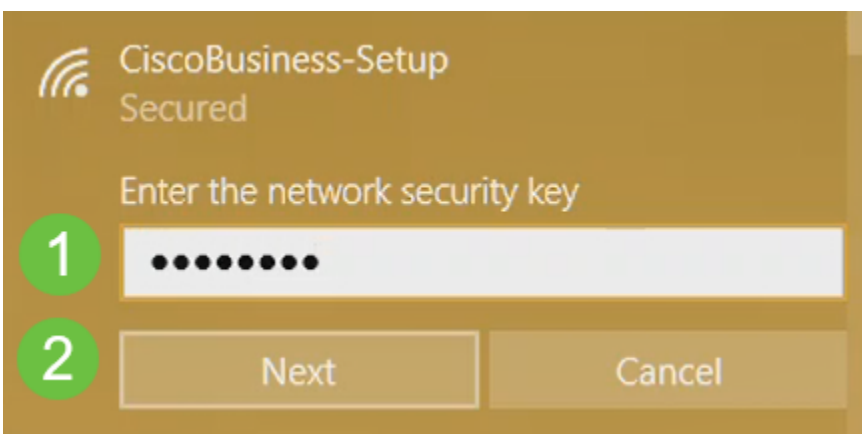 CiscoBusiness-Setup
Secured
Enter the network security key
1
••••••••
2
Next
Cancel